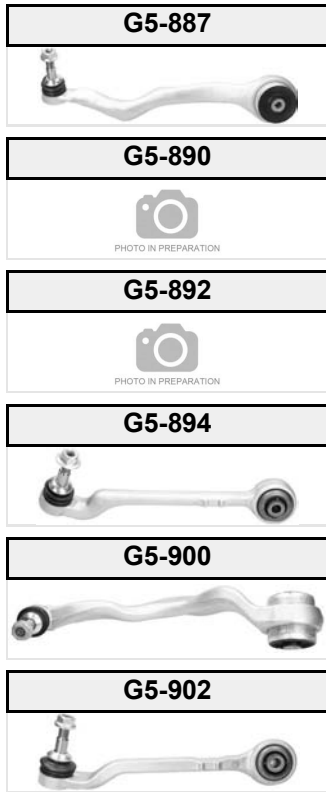 G5-887
G5-890
PHOTO IN PREPARATION
G5-892
PHOTO IN PREPARATION
G5-894
G5-900
G5-902